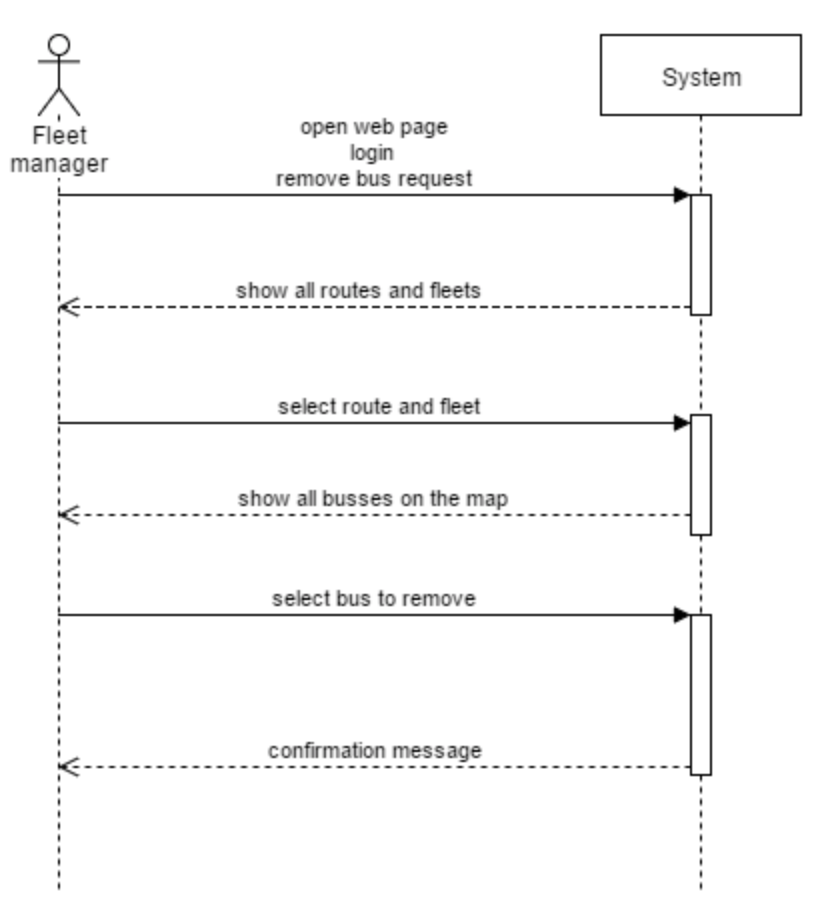 System
Fleet
manager
open web page
login
remove bus request
show all routes and fleets
select route and fleet
show all busses on the map
select bus to remove
confirmation message